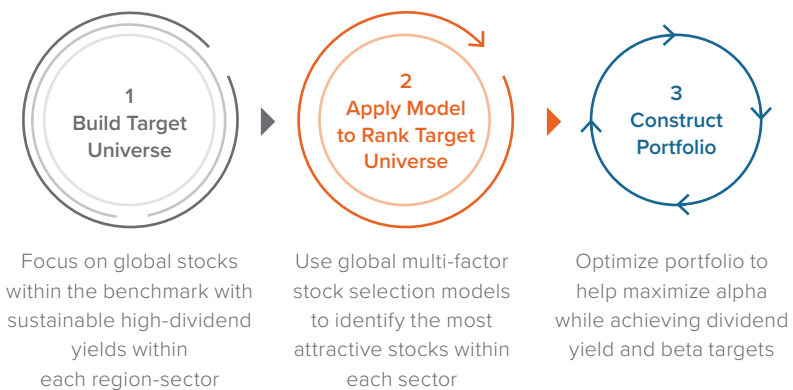 1
Build Target
Universe
2
Apply Model
to Rank Target
Universe
3
Construct
Portfolio
Focus on global stocks
within the benchmark with
sustainable high-dividend
yields within
each region-sector
Use global multi-factor
stock selection models
to identify the most
attractive stocks within
each sector
Optimize portfolio to
help maximize alpha
while achieving dividend
yield and beta targets